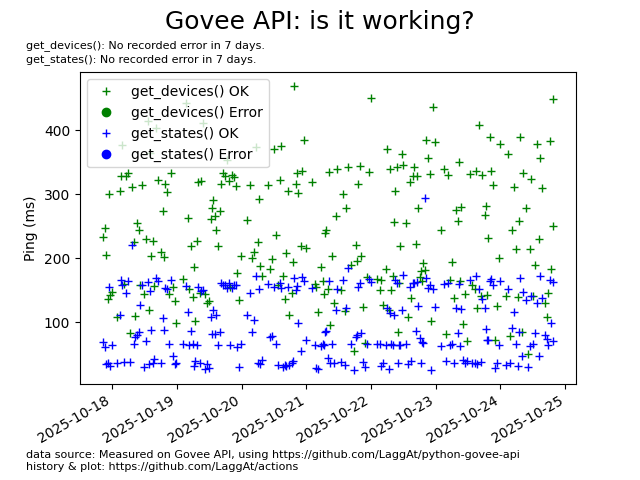 Govee API: is it working?
get_devices(): No recorded error in 7 days.
get_states(): No recorded error in 7 days.
get_devices() OK
get_devices() Error
get_states() OK
get_states() Error
Ping (ms)
400
300
200
100
2025-10-18
2025-10-19
2025-10-20
2025-10-21
2025-10-22
2025-10-23
2025-10-24
2025-10-25
data source: Measured on Govee API, using https://github.com/LaggAt/python-govee-api
history & plot: https://github.com/LaggAt/actions